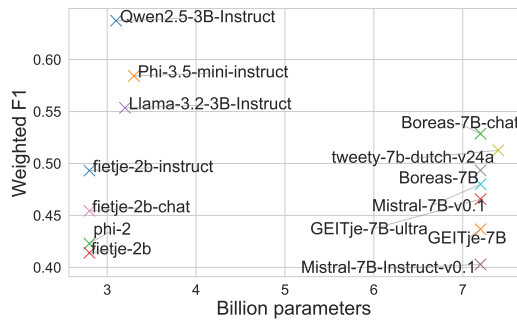 Qwen2.5-3B-Instruct
0.60
Phi-3.5-mini-instruct
0.55
Llama-3.2-3B-Instruct
Boreas-7B-chat
Weighted F1
0.50
tweety-7b-dutch-v24a
fietje-2b-instruct
Boreas-7B
0.45
fietje-2b-chat
Mistral-7B-v0.1
phi-2
GEITje-7B-ultra
GEITje-7B
fietje-2b
0.40
Mistral-7B-Instruct-v0.1
3 4 5 6 7
Billion parameters